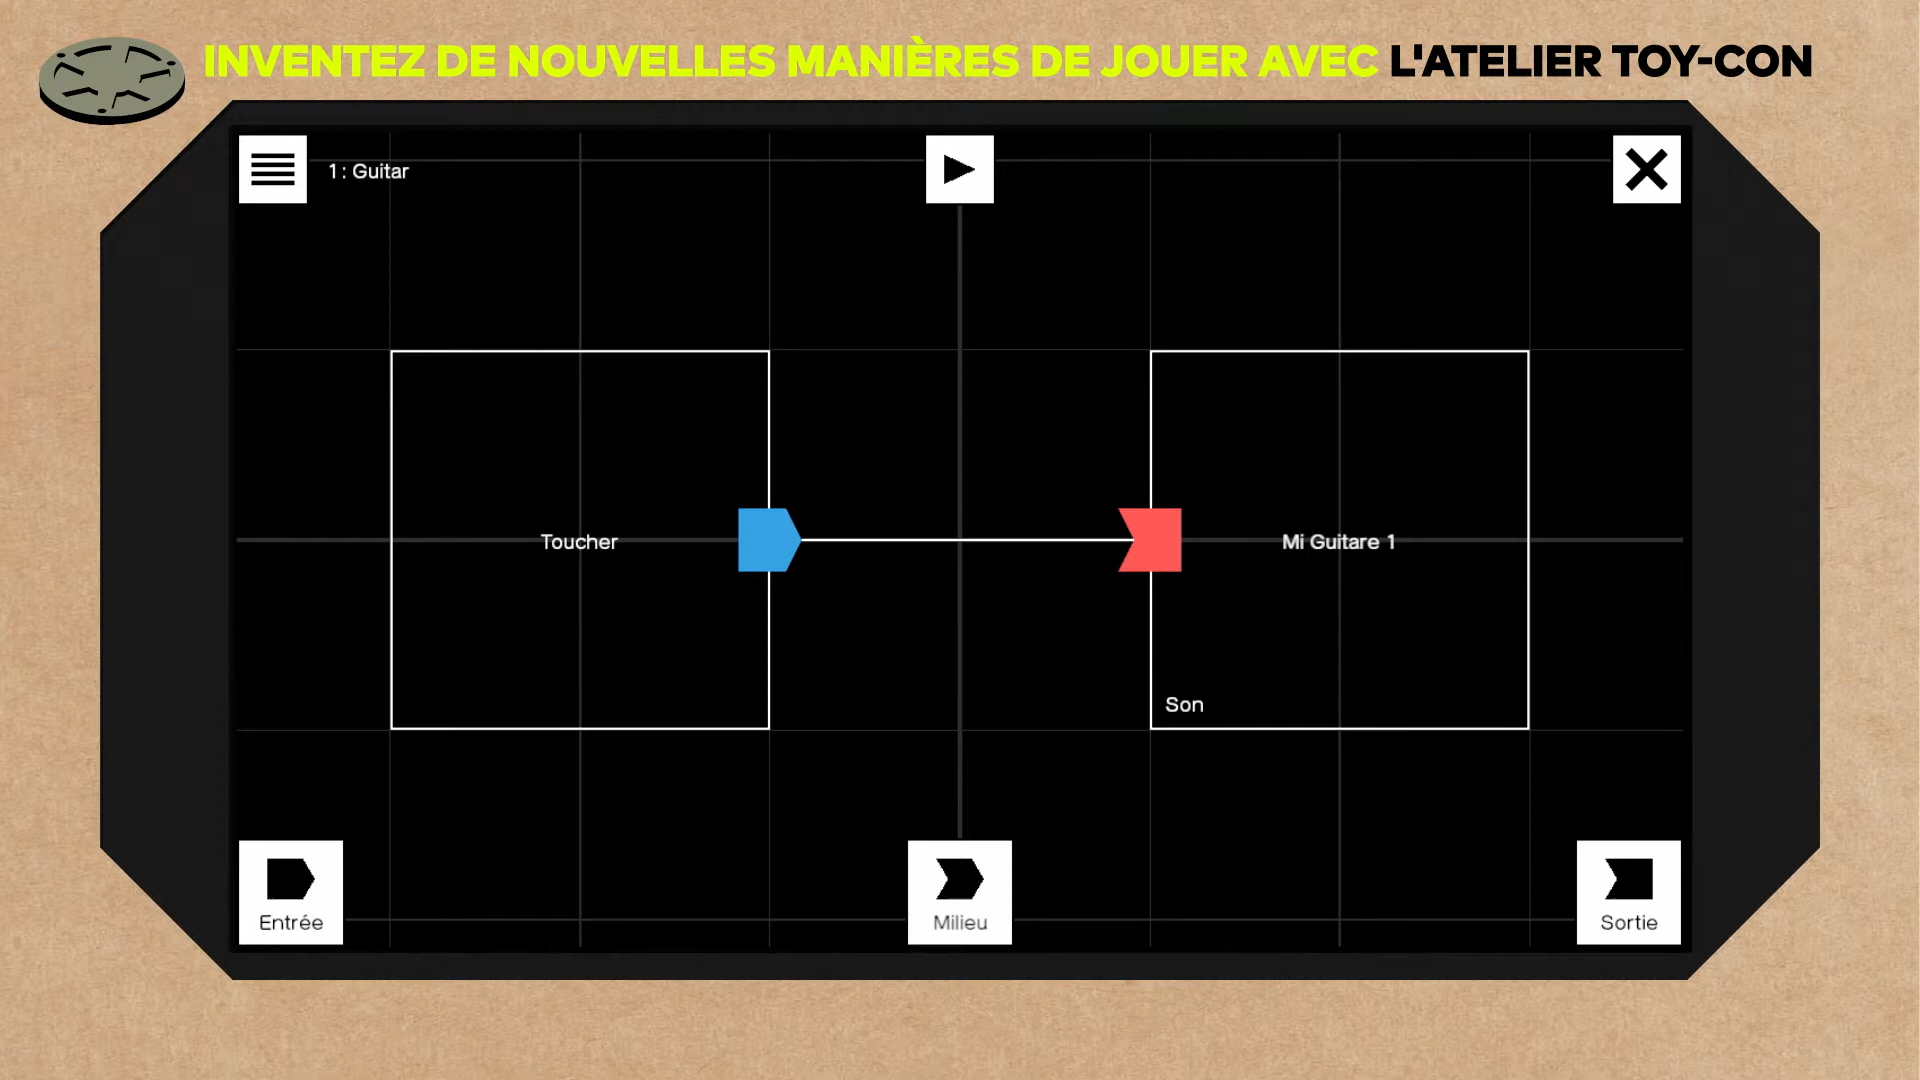 INVENTEZ DE NOUVELLES MANIÈRES DE JOUER AVEC L'ATELIER TOY-CON
1 : Guitar
Toucher
Mi Guitare 1
Son
Entrée
Milieu
Sortie